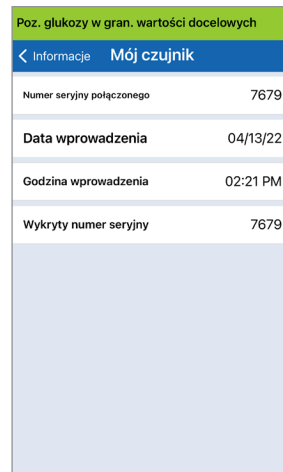 Poz. glukozy w gran. wartości docelowych
Informacje Mój czujnik
Numer seryjny połączonego 7679
Data wprowadzenia 04/13/22
Godzina wprowadzenia 02:21 PM
Wykryty numer seryjny 7679